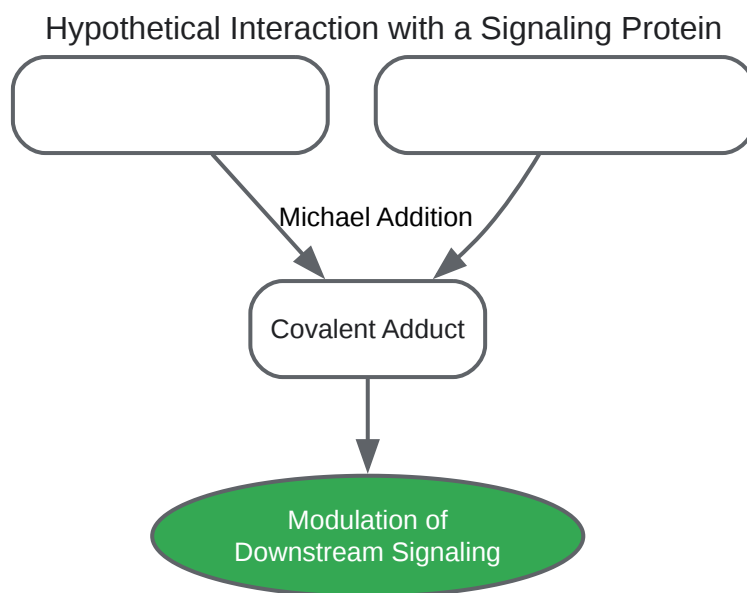 Hypothetical Interaction with a Signaling Protein
Michael Addition
Covalent Adduct
Modulation of
Downstream Signaling